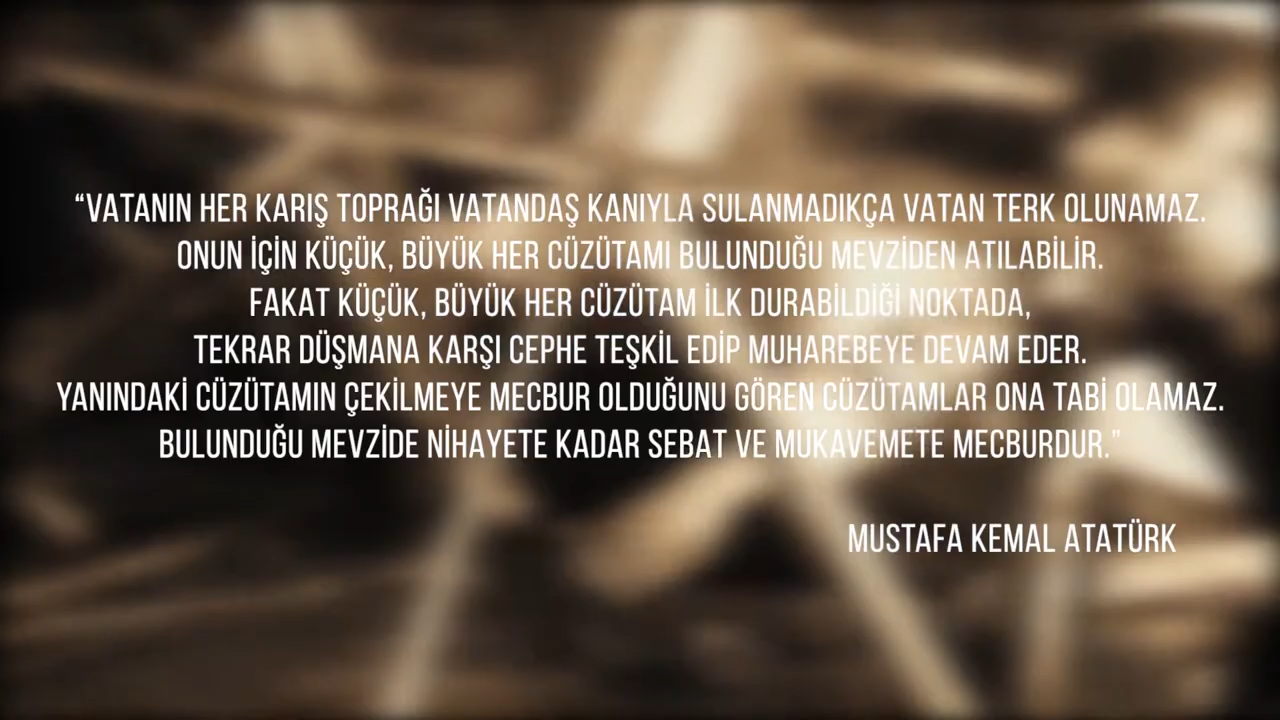 “VATANIN HER KARIŞ TOPRAĞI VATANDAŞ KANIYLA SULANMADIKÇA VATAN TERK OLUNAMAZ.
ONUN İÇİN KÜÇÜK, BÜYÜK HER CÜZÜTAMI BULUNDUĞU MEVZİDEN ATILABİLİR.
FAKAT KÜÇÜK, BÜYÜK HER CÜZÜTAM İLK DURABİLDİĞİ NOKTADA,
TEKRAR DÜŞMANA KARŞI CEPHE TEŞKİL EDİP MUHAREBEYE DEVAM EDER.
YANINDAKİ CÜZÜTAMIN ÇEKİLMEYE MECBUR OLDUĞUNU GÖREN CÜZÜTAMLAR ONA TABİ OLAMAZ.
BULUNDUĞU MEVZİDE NİHAYETE KADAR SEBAT VE MUKAVEMETE MECBURDUR.”
MUSTAFA KEMAL ATATÜRK